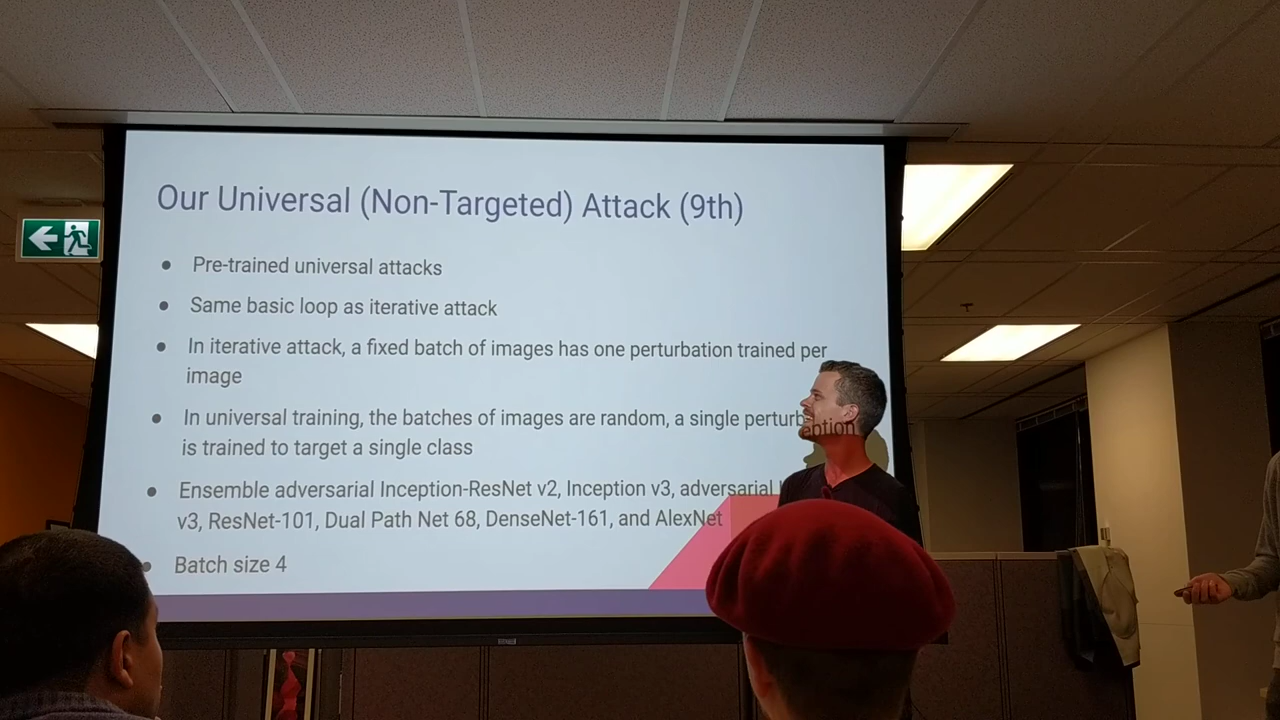 Our Universal (Non-Targeted) Attack (9th)
Pre-trained universal attacks
Same basic loop as iterative attack
In iterative attack, a fixed batch of images has one perturbation trained per
image
In universal training, the batches of images are random, a single perturb
is trained to target a single class
Ensemble adversarial Inception-ResNet v2, Inception v3, adversarial
v3, ResNet-101, Dual Path Net 68, DenseNet-161, and AlexNet
Batch size 4